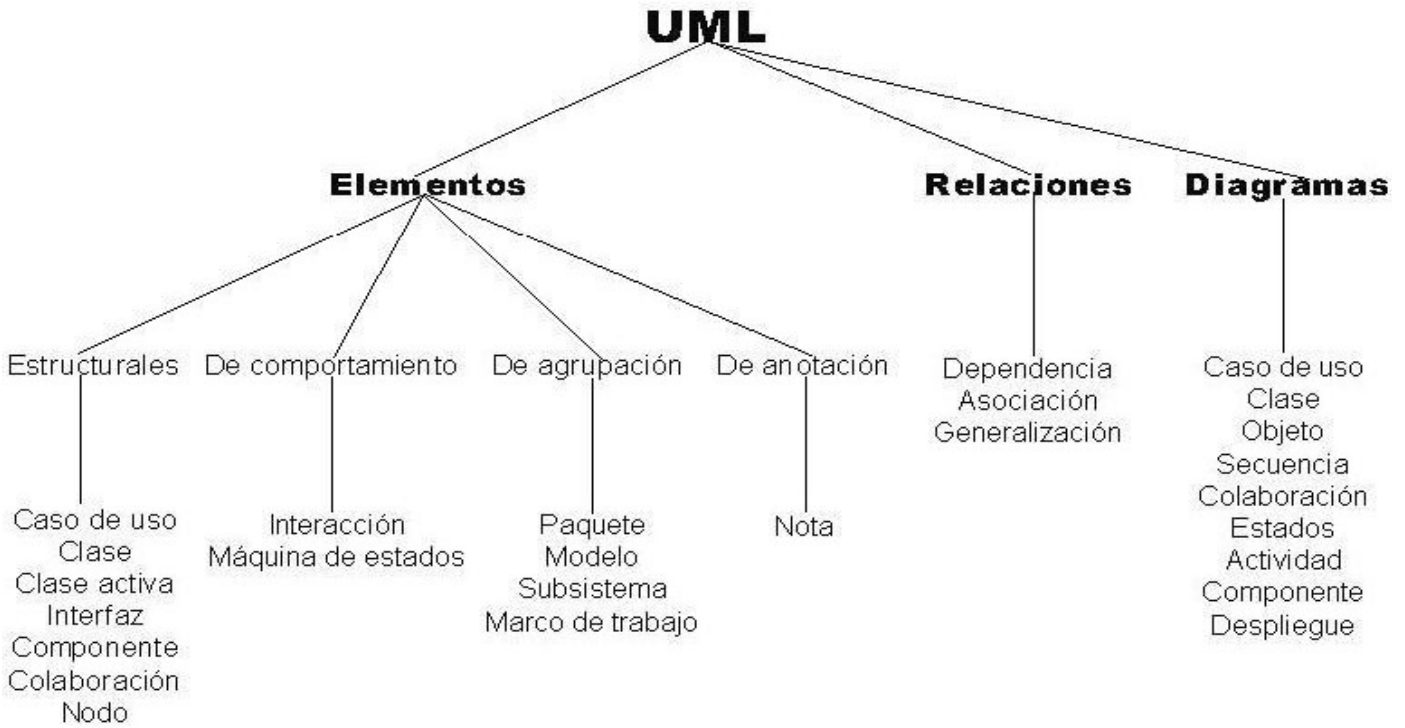 UML
Elementos
Relaciones
Diagramas
Estructurales
De comportamiento
De agrupación
De anotación
Caso de uso
Clase
Clase activa
Interfaz
Componente
Colaboración
Nodo
Interacción
Máquina de estados
Paquete
Modelo
Subsistema
Marco de trabajo
Nota
Dependencia
Asociación
Generalización
Caso de uso
Clase
Objeto
Secuencia
Colaboración
Estados
Actividad
Componente
Despliegue